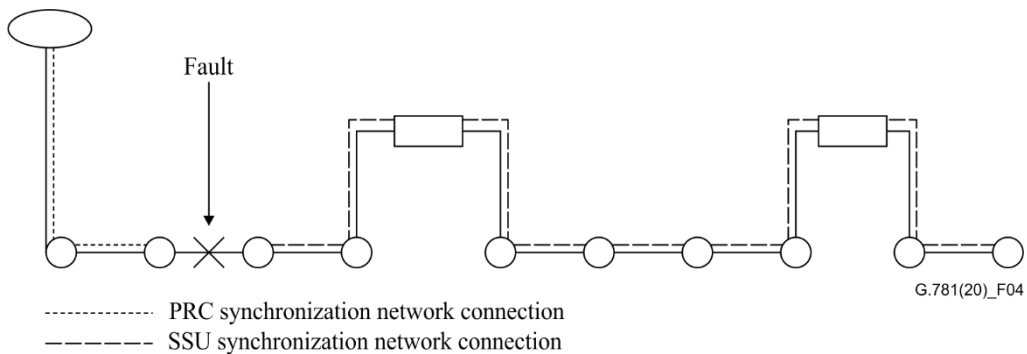 Fault
G.781(20)_F04
PRC synchronization network connection
SSU synchronization network connection